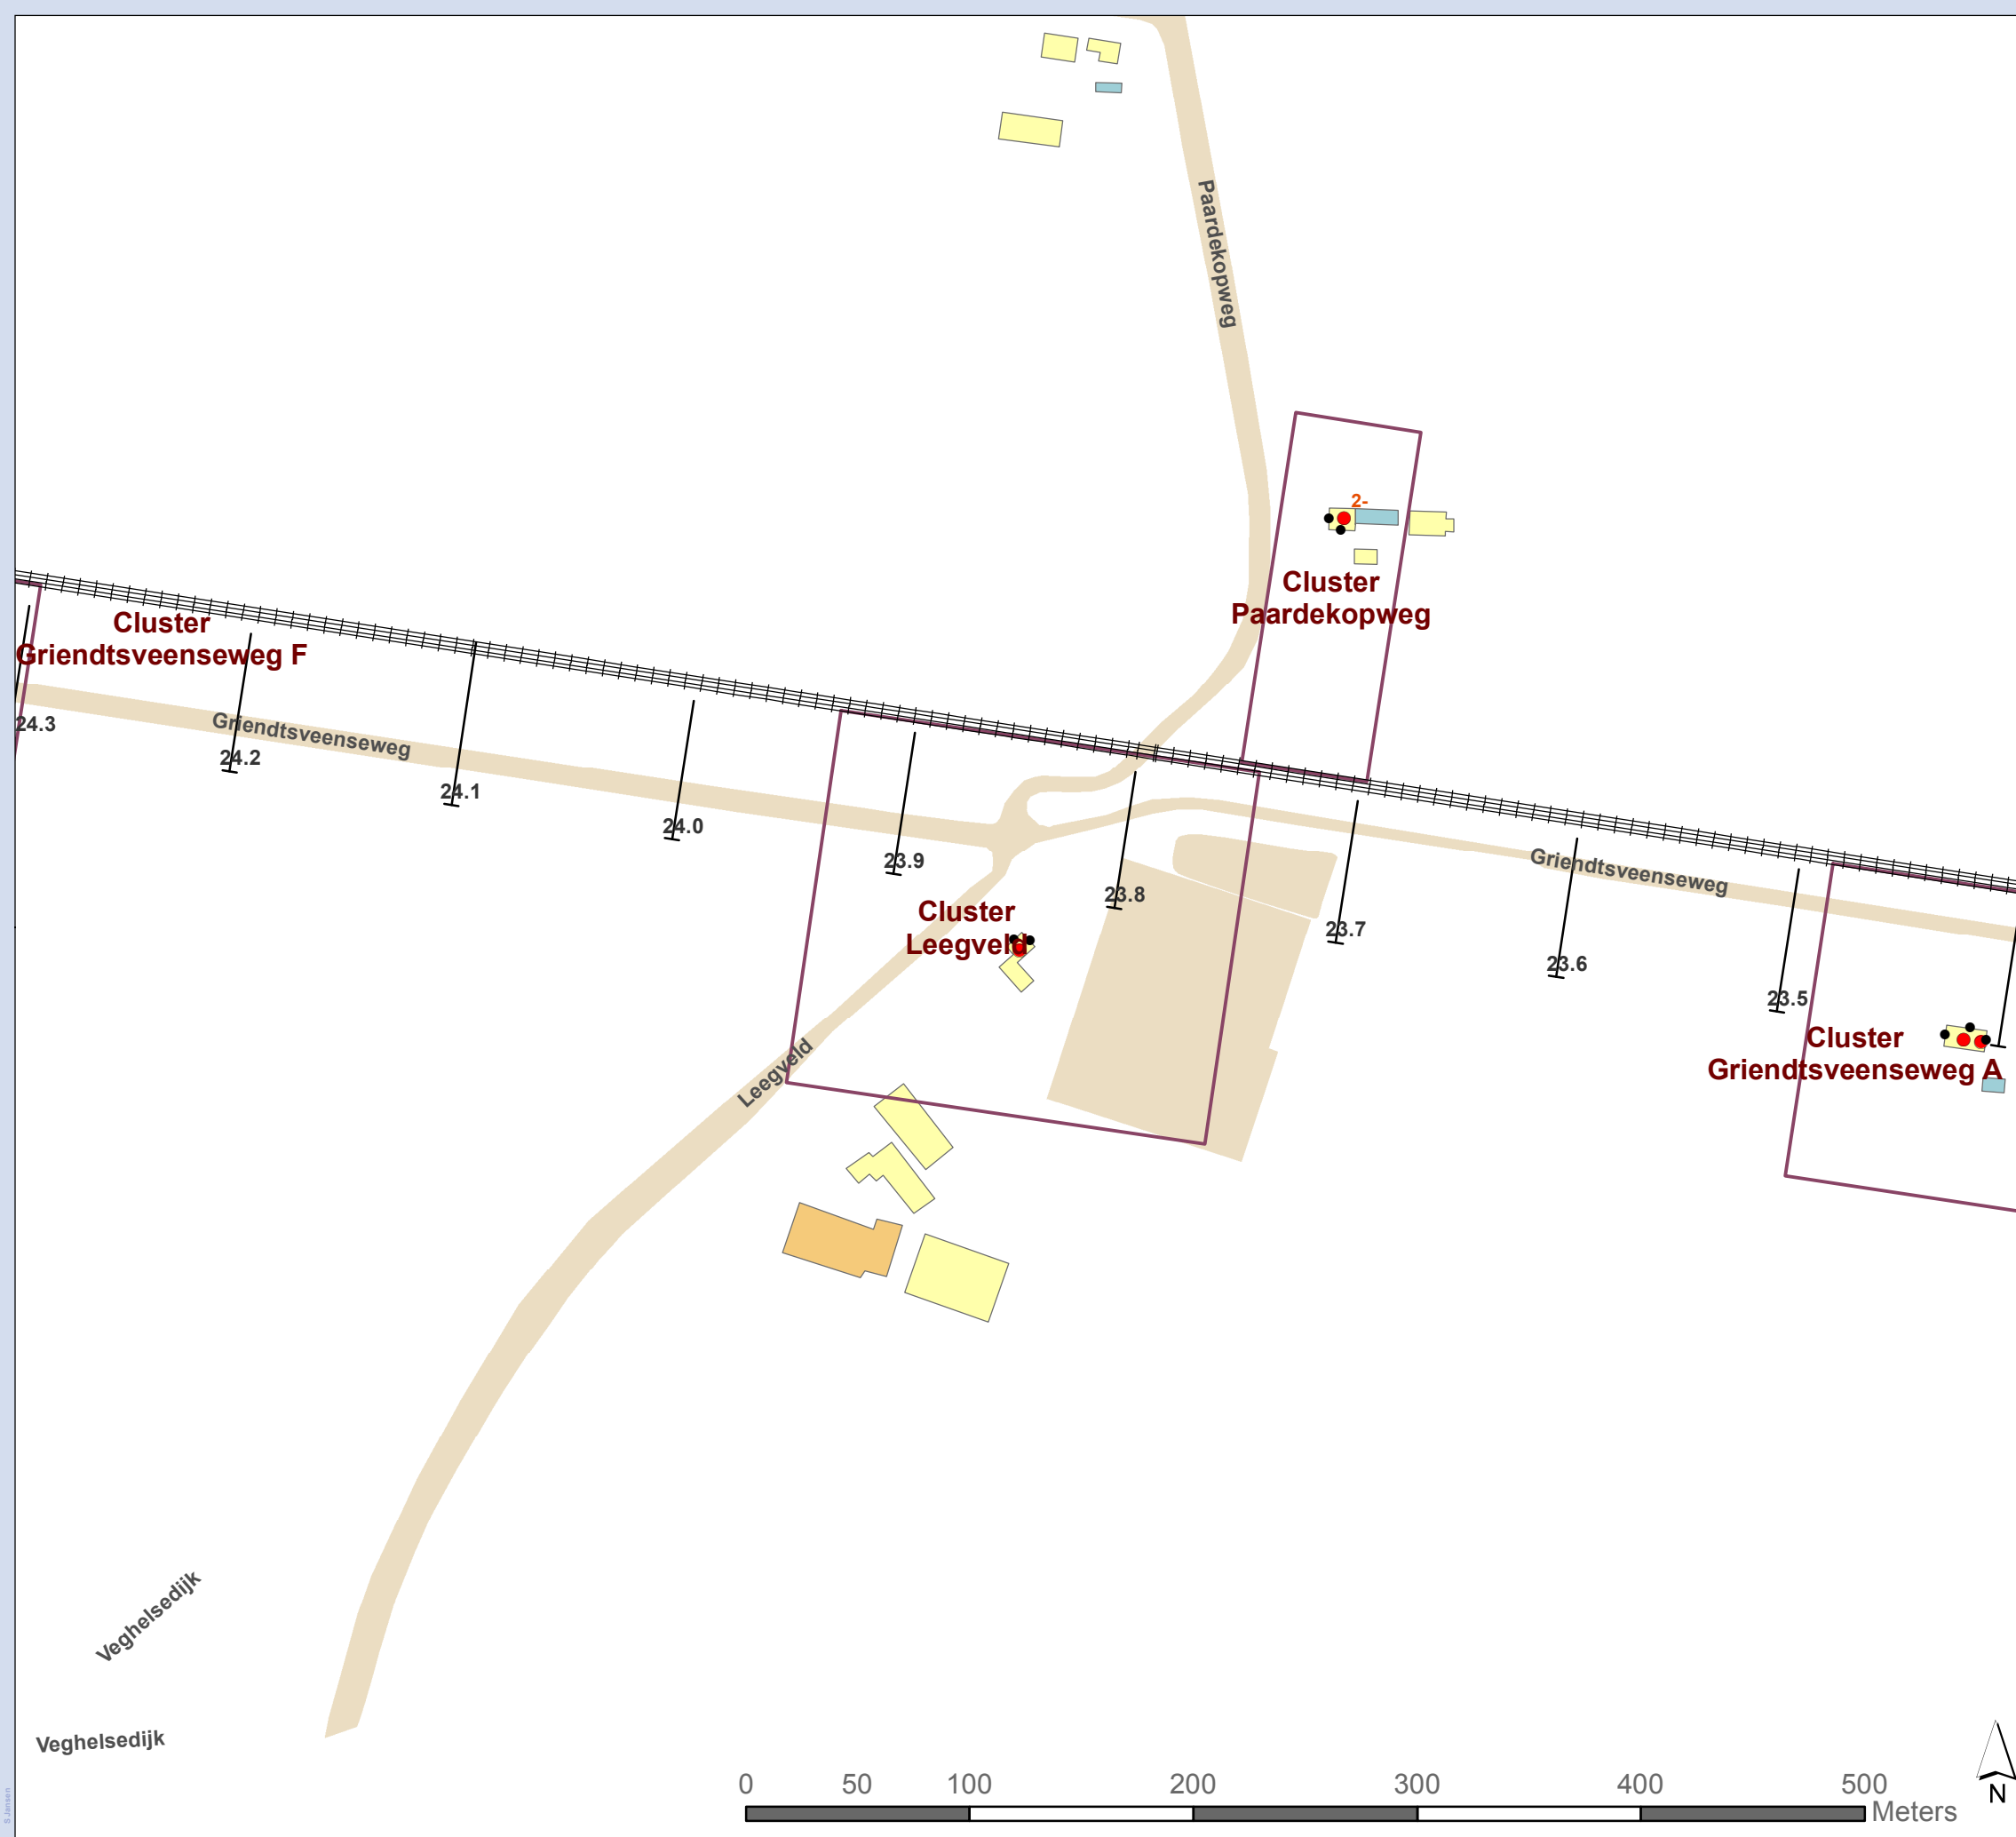 Paardekopweg
2-
Cluster
Paardekopweg
Cluster
Griendtsveenseweg F
24.3
Griendtsveenseweg
24.2
24.1
24.0
23.9
23.8
23.7
23.6
23.5
Griendtsveenseweg
Cluster
Leegveld
Cluster
Griendtsveenseweg A
Leegveld
Veghelsedijk
Veghelsedijk
0 50 100 200 300 400 500
Meters
N
S Jansen